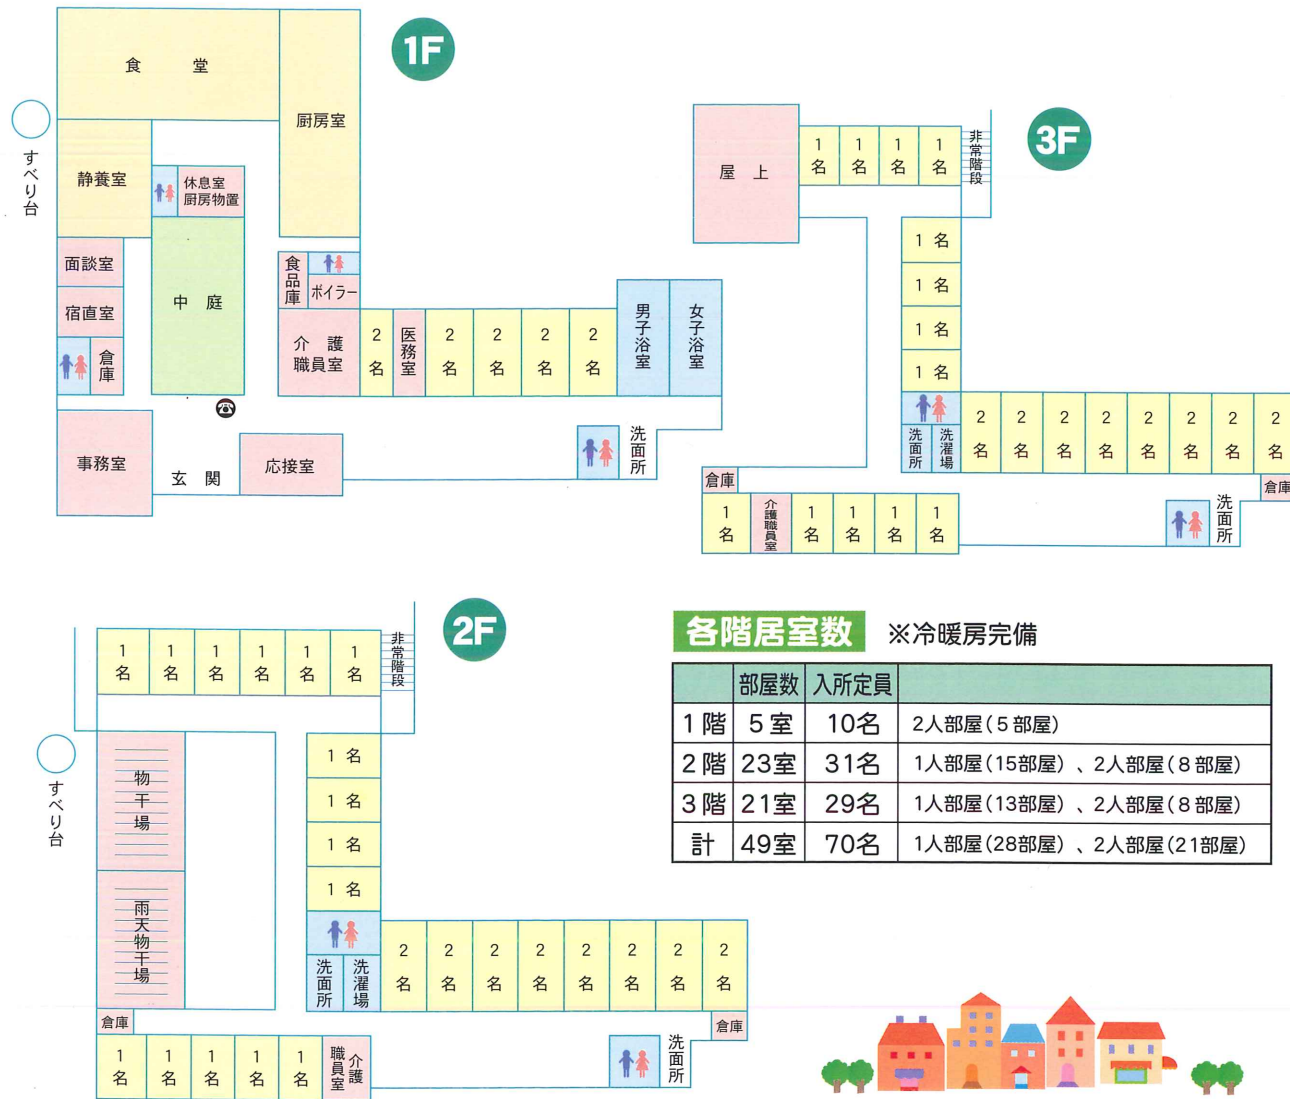 1F
食堂
厨房室
すべり台
静養室
休息室
厨房物置
面談室
宿直室
倉庫
中庭
食品庫
ボイラー
介護
職員室
2名
医務室
2名
2名
2名
2名
男子浴室
女子浴室
洗面所
事務室
玄関
応接室
3F
屋上
1名
1名
1名
1名
非常階段
1名
1名
1名
1名
洗面所
洗濯場
2名
2名
2名
2名
2名
2名
2名
2名
倉庫
倉庫
1名
介護職員室
1名
1名
1名
1名
洗面所
2F
1名
1名
1名
1名
1名
1名
非常階段
すべり台
物干場
雨天物干場
1名
1名
1名
1名
洗面所
洗濯場
2名
2名
2名
2名
2名
2名
2名
2名
倉庫
倉庫
1名
1名
1名
1名
1名
介護
職員室
洗面所
各階居室数 ※冷暖房完備
部屋数 入所定員
1階 5室 10名 2人部屋(5部屋)
2階 23室 31名 1人部屋(15部屋)、2人部屋(8部屋)
3階 21室 29名 1人部屋(13部屋)、2人部屋(8部屋)
計 49室 70名 1人部屋(28部屋)、2人部屋(21部屋)